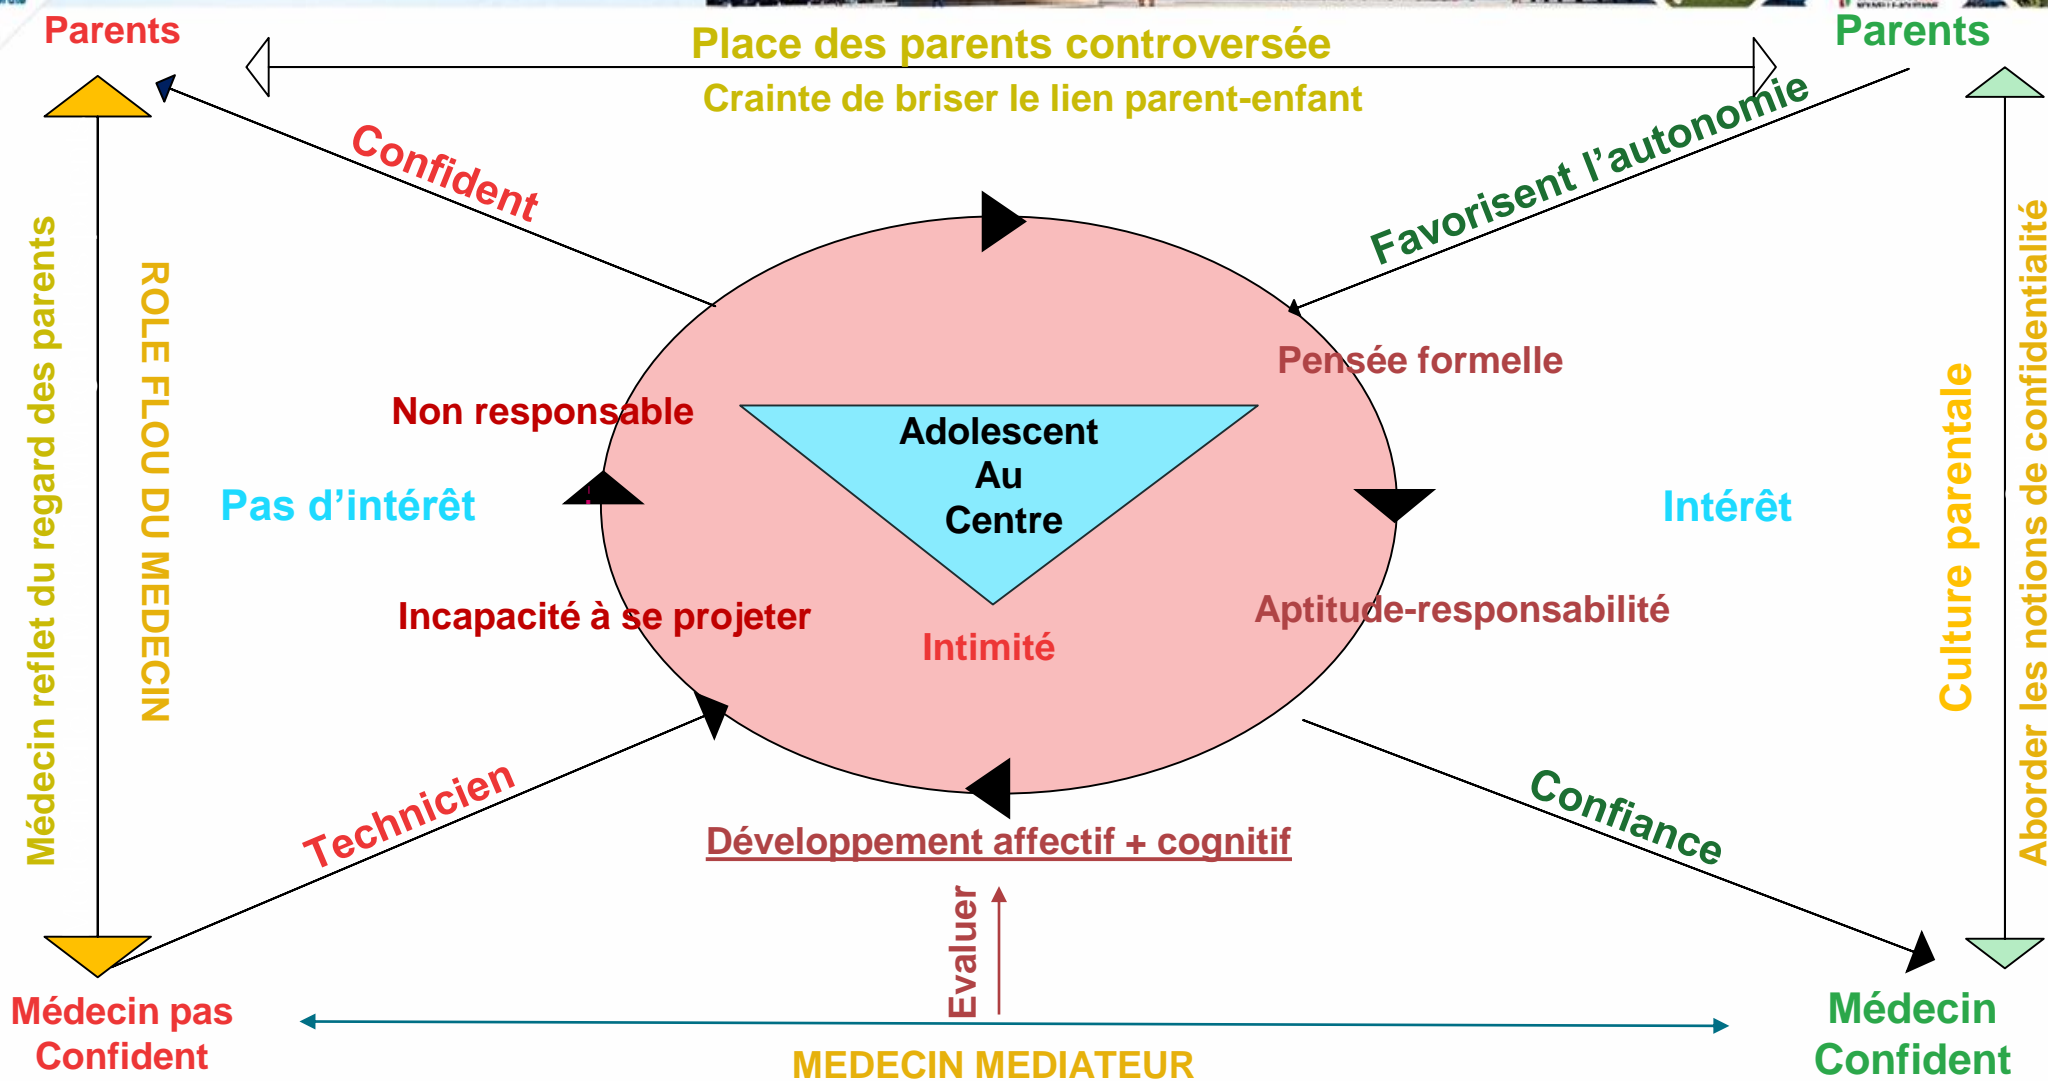 Parents
Place des parents controversée
Parents
Crainte de briser le lien parent-enfant
Confident
Favorisent l’autonomie
Médecin reflet du regard des parents
ROLE FLOU DU MEDECIN
Pensée formelle
Non responsable
Adolescent
Au
Centre
Pas d’intérêt
Intérêt
Culture parentale
Aborder les notions de confidentialité
Incapacité à se projeter
Aptitude-responsabilité
Intimité
Technicien
Confiance
Développement affectif + cognitif
Evaluer
Médecin pas
Confident
Médecin
Confident
MEDECIN MEDIATEUR